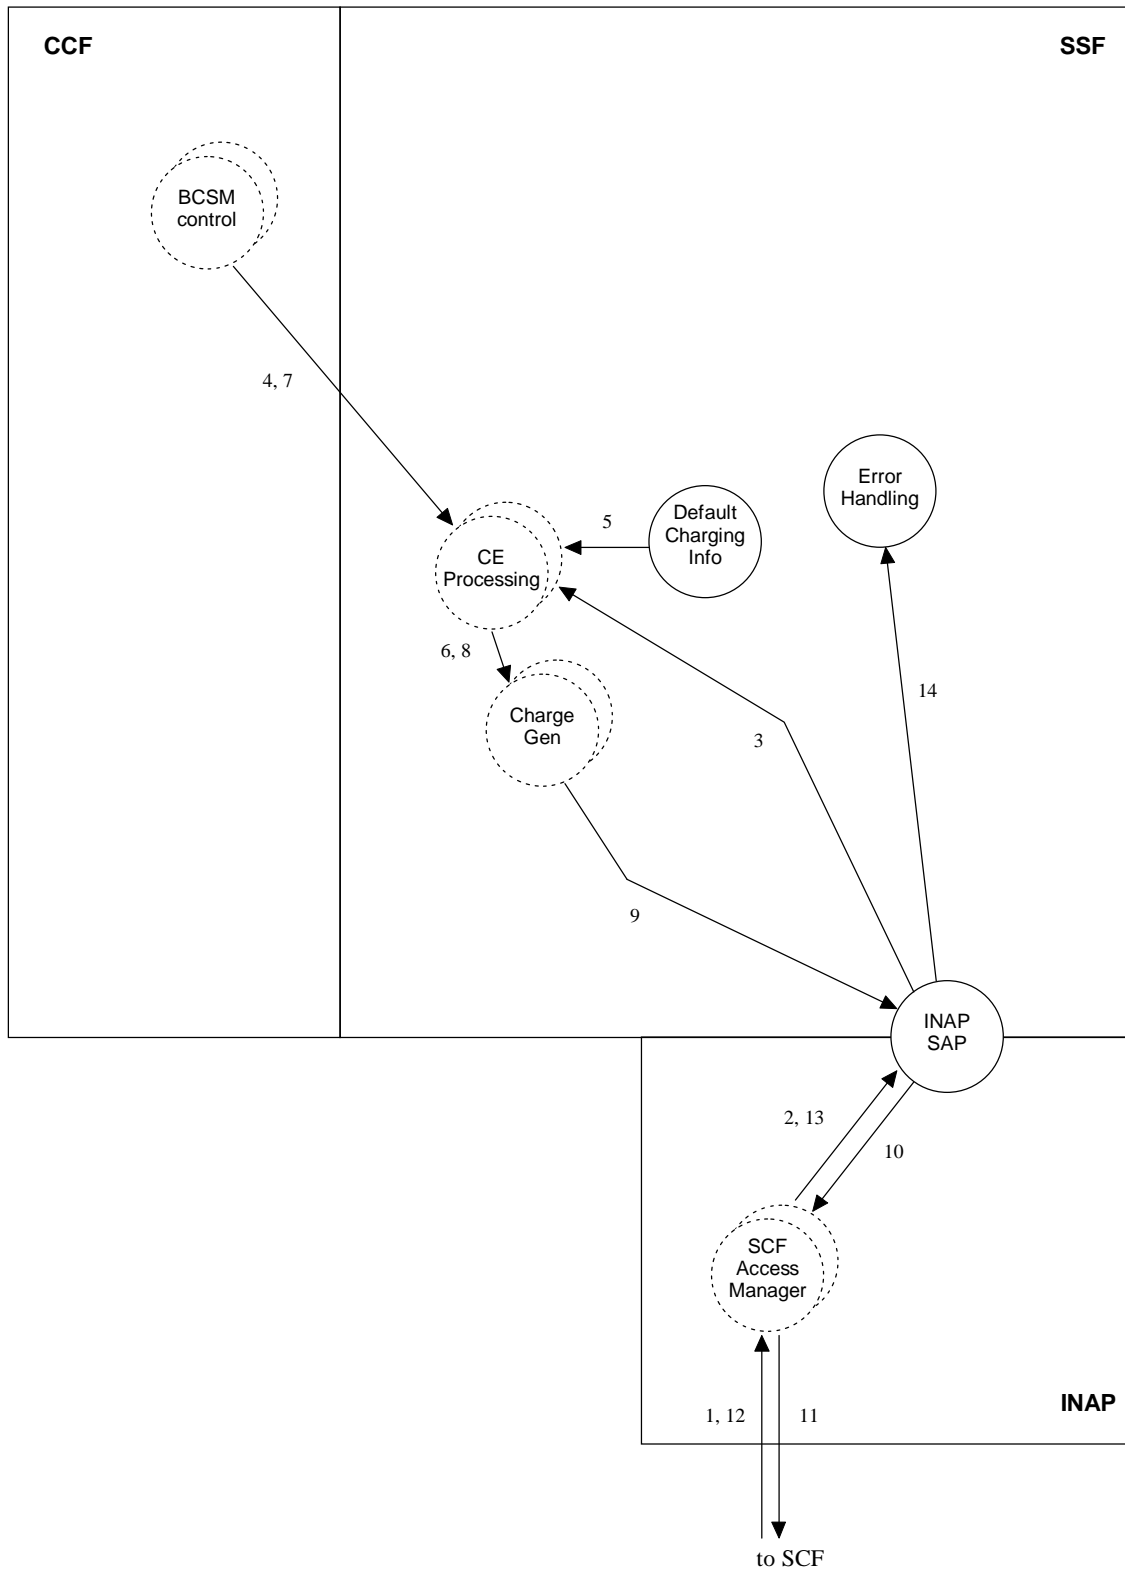 CCF
SSF
BCSM
control
4, 7
Error
Handling
Default
Charging
Info
5
CE
Processing
6, 8
14
Charge
Gen
3
9
INAP
SAP
2, 13
10
SCF
Access
Manager
INAP
1, 12
11
to SCF